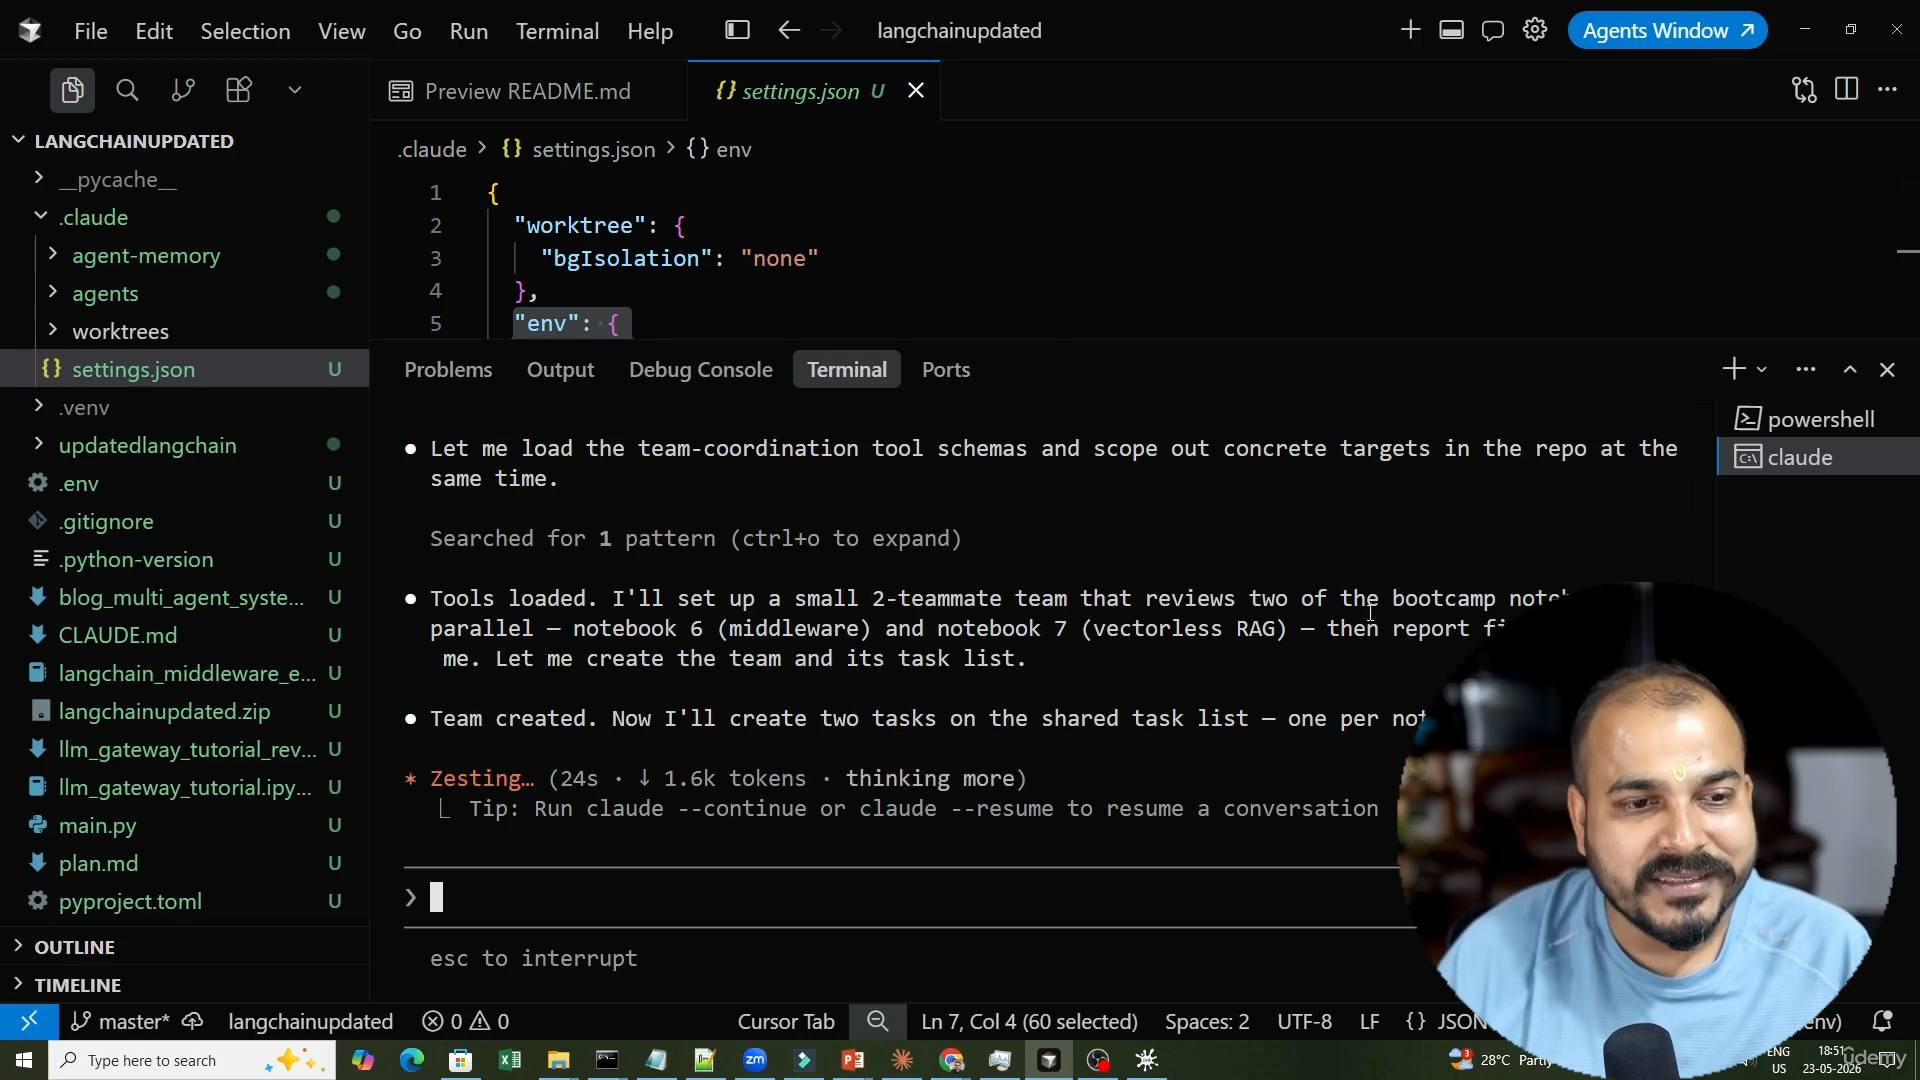 File Edit Selection View Go Run Terminal Help
langchainupdated
Agents Window
LANGCHAINUPDATED
__pycache__
.claude
agent-memory
agents
worktrees
{} settings.json U
.venv
updatedlangchain
.env U
.gitignore U
.python-version U
blog_multi_agent_syste... U
CLAUDE.md U
langchain_middleware_e... U
langchainupdated.zip U
llm_gateway_tutorial_rev... U
llm_gateway_tutorial.ipy... U
main.py U
plan.md U
pyproject.toml U
OUTLINE
TIMELINE
Preview README.md
{} settings.json U
.claude > {} settings.json > {} env
1 {
2 "worktree": {
3 "bgIsolation": "none"
4 },
5 "env": {
Problems Output Debug Console Terminal Ports
powershell
claude
● Let me load the team-coordination tool schemas and scope out concrete targets in the repo at the
same time.
Searched for 1 pattern (ctrl+o to expand)
● Tools loaded. I'll set up a small 2-teammate team that reviews two of the bootcamp
parallel — notebook 6 (middleware) and notebook 7 (vectorless RAG) — then report
me. Let me create the team and its task list.
● Team created. Now I'll create two tasks on the shared task list — one per
✶ Zesting… (24s · ↓ 1.6k tokens · thinking more)
⎿ Tip: Run claude --continue or claude --resume to resume a conversation
❯
esc to interrupt
master* langchainupdated 0 0 Cursor Tab Ln 7, Col 4 (60 selected) Spaces: 2 UTF-8 LF {} JSON
Type here to search
28°C
ENG
US
18:51
23-05-2026
ûdemy